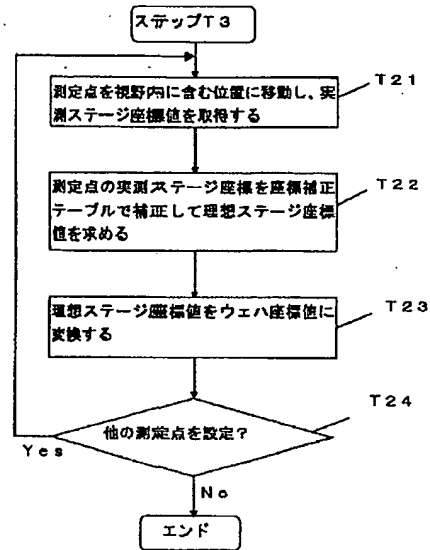 ステップT3
測定点を視野内に含む位置に移動し、実
測ステージ座標値を取得する
T21
測定点の実測ステージ座標を座標補正
テーブルで補正して理想ステージ座標
値を求める
T22
理想ステージ座標値をウェハ座標値に
変換する
T23
他の測定点を設定?
T24
Yes
No
エンド